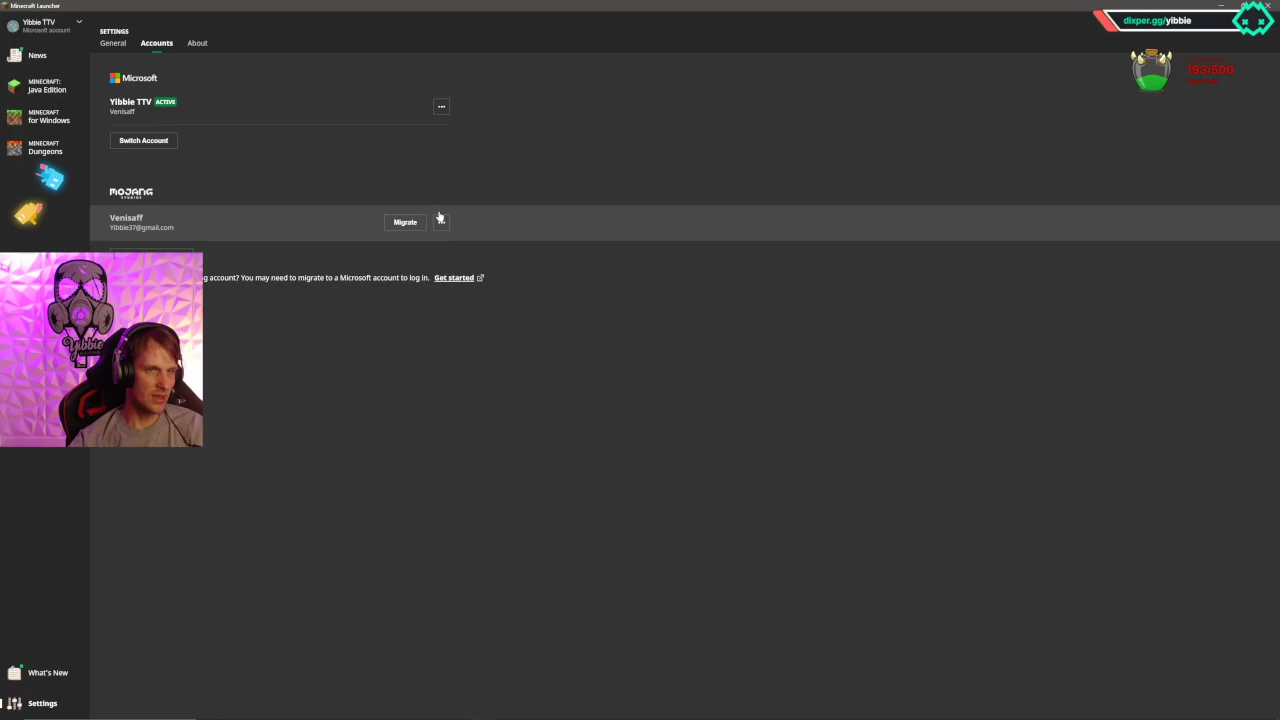 Minecraft Launcher
Yibbie TTV
Microsoft account
News
MINECRAFT:
Java Edition
MINECRAFT
for Windows
MINECRAFT
Dungeons
SETTINGS
General
Accounts
About
Microsoft
Yibbie TTV
ACTIVE
Venisaff
...
Switch Account
MOJANG
STUDIOS
Venisaff
Yibbie37@gmail.com
Migrate
g account? You may need to migrate to a Microsoft account to log in. Get started
Yibbie
dixper.gg/yibbie
193/500
What's New
Settings